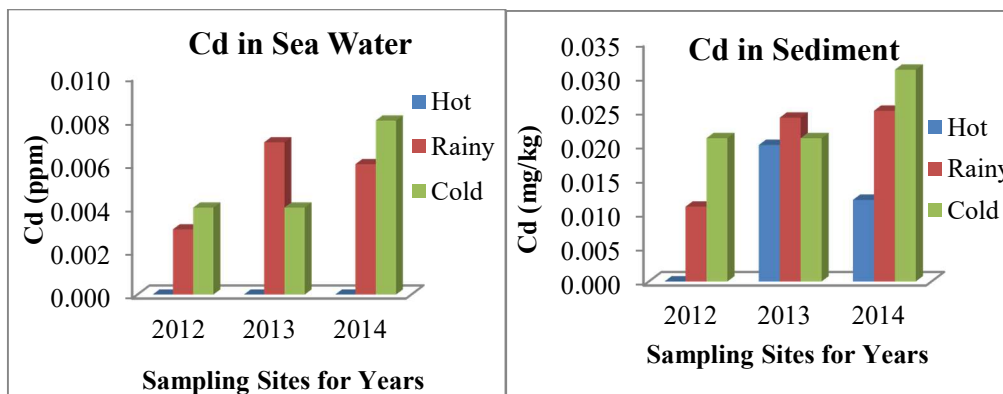 Cd in Sea Water
Cd (ppm)
0.010
0.008
0.006
0.004
0.002
0.000
2012 2013 2014
Sampling Sites for Years
Hot
Rainy
Cold
Cd in Sediment
Cd (mg/kg)
0.035
0.030
0.025
0.020
0.015
0.010
0.005
0.000
2012 2013 2014
Sampling Sites for Years
Hot
Rainy
Cold